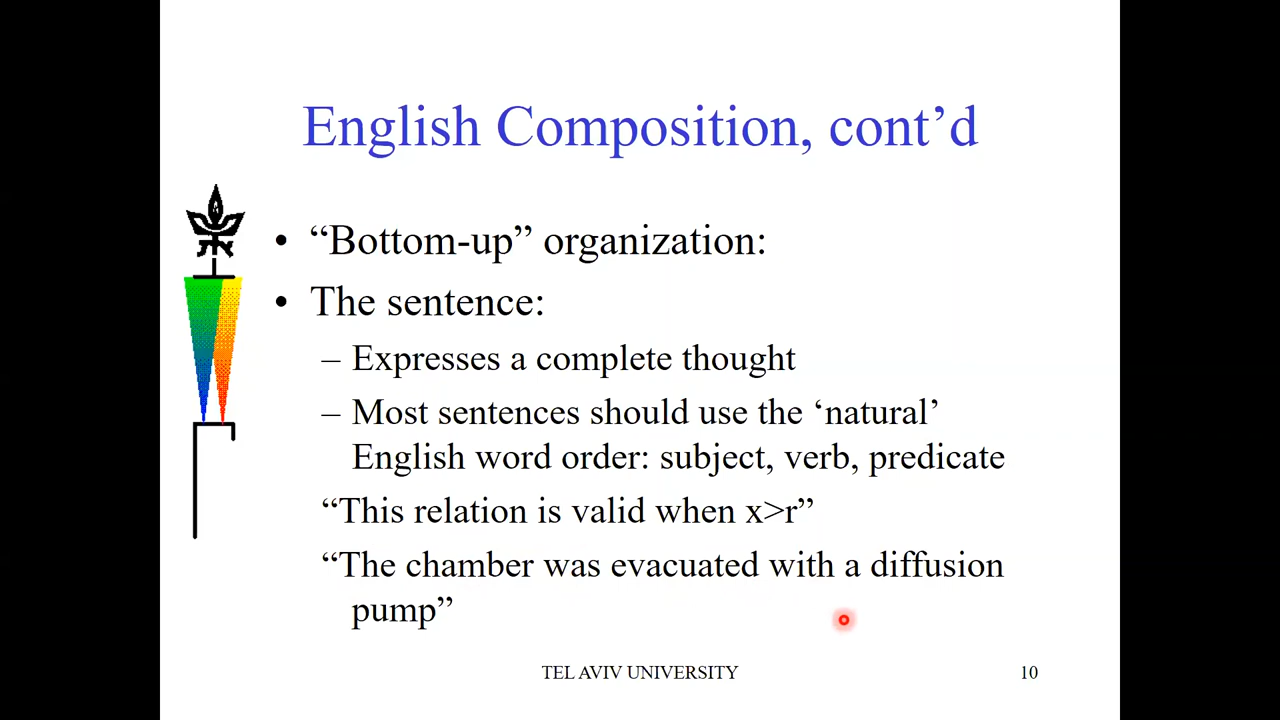 English Composition, cont’d
• “Bottom-up” organization:
• The sentence:
– Expresses a complete thought
– Most sentences should use the ‘natural’
English word order: subject, verb, predicate
“This relation is valid when x>r”
“The chamber was evacuated with a diffusion
pump”
TEL AVIV UNIVERSITY 10